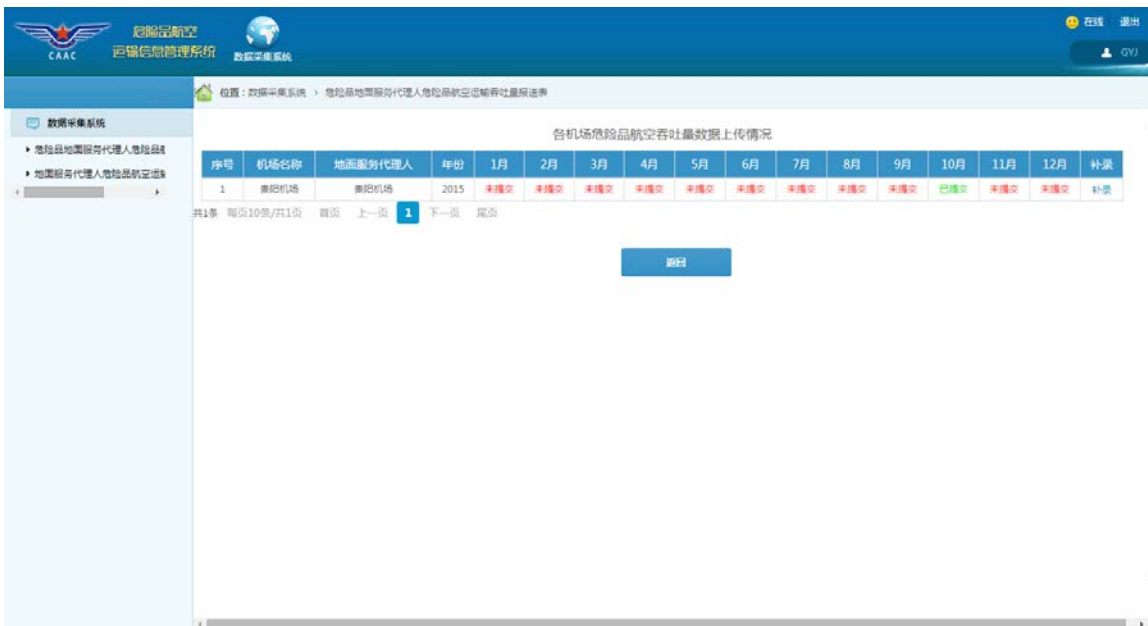 危险品航空
运输信息管理系统
CAAC
数据采集系统
在线 退出
GYJ
位置：数据采集系统 › 危险品地面服务代理人危险品航空运输吞吐量报送表
数据采集系统
危险品地面服务代理人危险品
地面服务代理人危险品航空运
各机场危险品航空吞吐量数据上传情况
序号 机场名称 地面服务代理人 年份 1月 2月 3月 4月 5月 6月 7月 8月 9月 10月 11月 12月 补录
1 贵阳机场 贵阳机场 2015 未提交 未提交 未提交 未提交 未提交 未提交 未提交 未提交 未提交 已提交 未提交 未提交 补录
共1条 每页10条/共1页 首页 上一页 1 下一页 尾页
返回